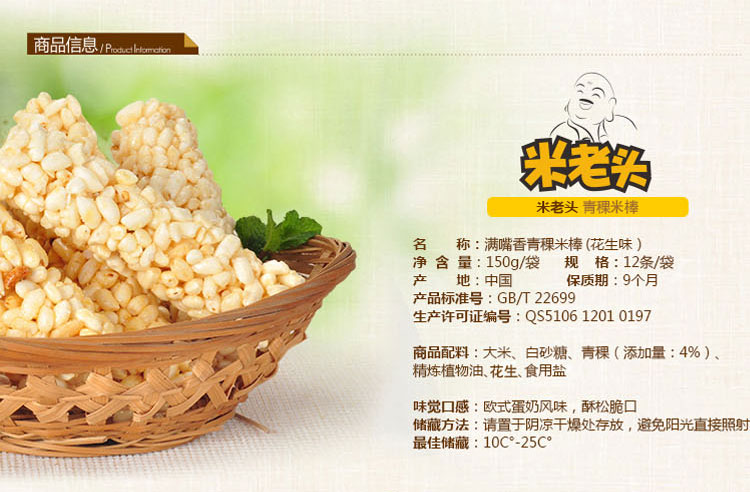 商品信息 / Product Information
米老头
米老头 青稞米棒
名　　称：满嘴香青稞米棒(花生味)
净 含 量：150g/袋　规　格：12条/袋
产　　地：中国　保质期：9个月
产品标准号：GB/T 22699
生产许可证编号：QS5106 1201 0197
商品配料：大米、白砂糖、青稞（添加量：4%）、
精炼植物油、花生、食用盐
味觉口感：欧式蛋奶风味，酥松脆口
储藏方法：请置于阴凉干燥处存放，避免阳光直接照射
最佳储藏：10C°-25C°